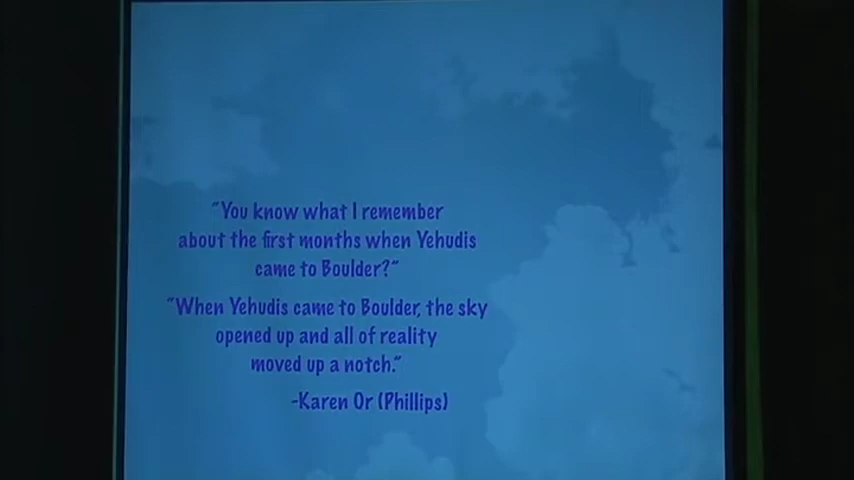 "You know what I remember
about the first months when Yehudis
came to Boulder?"
"When Yehudis came to Boulder, the sky
opened up and all of reality
moved up a notch."
-Karen Or (Phillips)